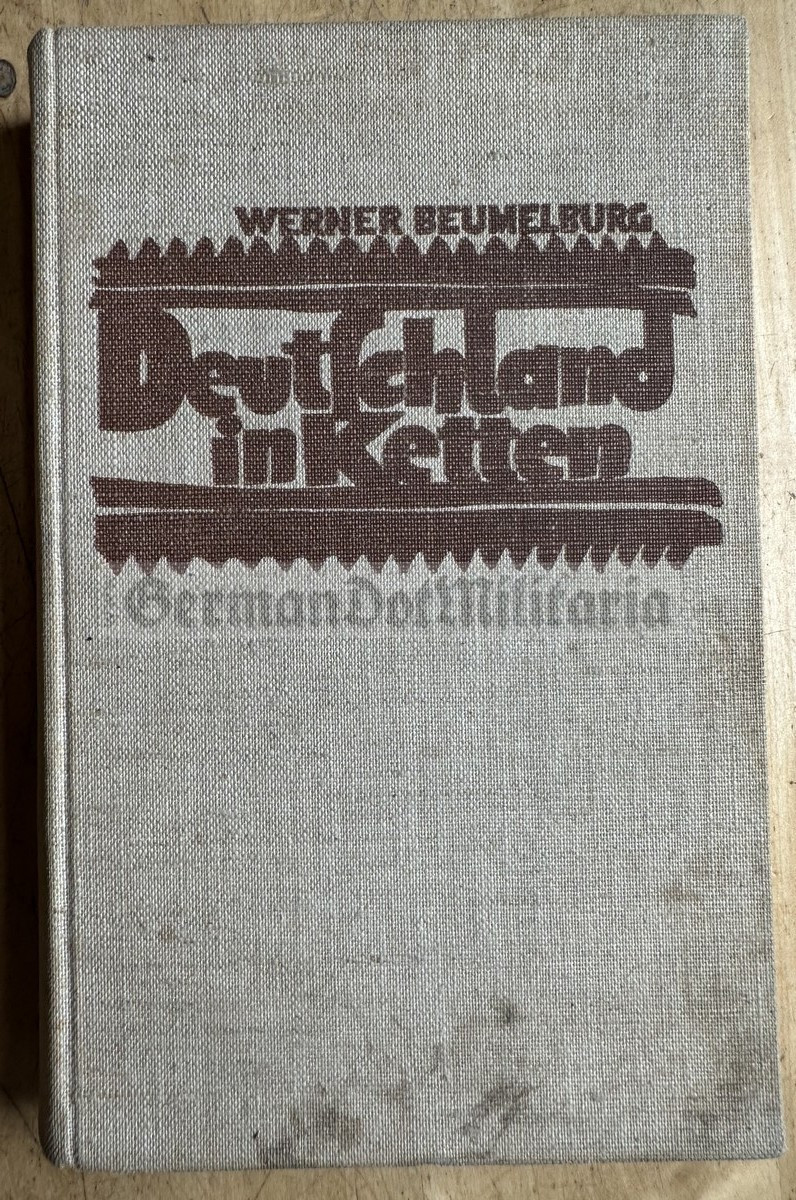 WERNER BEUMELBURG
Deutschland
in Ketten
GermanDotMilitaria